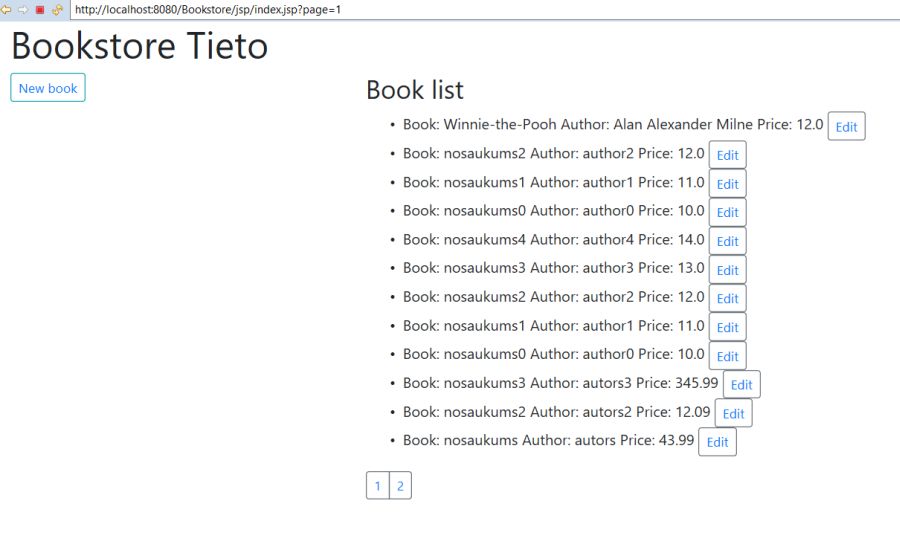 http://localhost:8080/Bookstore/jsp/index.jsp?page=1
Bookstore Tieto
New book
Book list
• Book: Winnie-the-Pooh Author: Alan Alexander Milne Price: 12.0 Edit
• Book: nosaukums2 Author: author2 Price: 12.0 Edit
• Book: nosaukums1 Author: author1 Price: 11.0 Edit
• Book: nosaukums0 Author: author0 Price: 10.0 Edit
• Book: nosaukums4 Author: author4 Price: 14.0 Edit
• Book: nosaukums3 Author: author3 Price: 13.0 Edit
• Book: nosaukums2 Author: author2 Price: 12.0 Edit
• Book: nosaukums1 Author: author1 Price: 11.0 Edit
• Book: nosaukums0 Author: author0 Price: 10.0 Edit
• Book: nosaukums3 Author: autors3 Price: 345.99 Edit
• Book: nosaukums2 Author: autors2 Price: 12.09 Edit
• Book: nosaukums Author: autors Price: 43.99 Edit
1 2